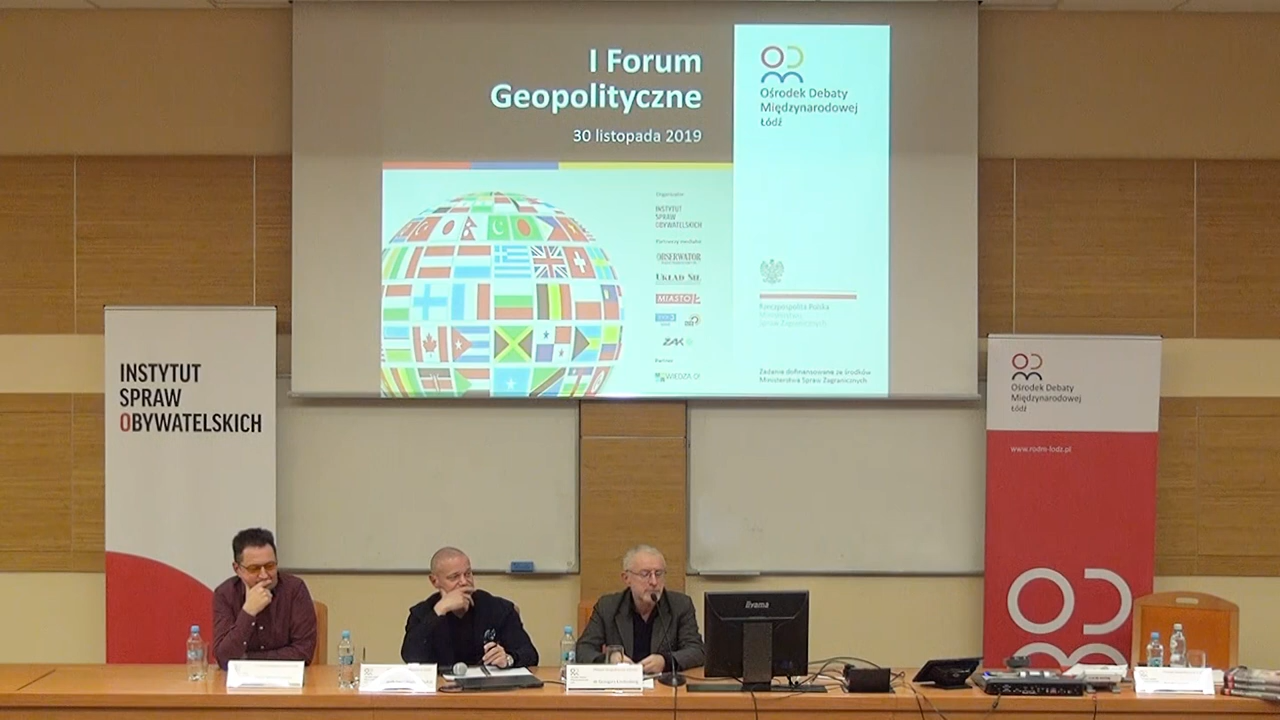 I Forum
Geopolityczne
30 listopada 2019
Ośrodek Debaty
Międzynarodowej
Łódź
Organizator
INSTYTUT
SPRAW
OBYWATELSKICH
Partnerzy medialni
OBSERWATOR
UKŁAD SIŁ
MIASTO
ŻAK
Partner
Rzeczpospolita Polska
Ministerstwo
Spraw Zagranicznych
Zadanie dofinansowane ze środków
Ministerstwa Spraw Zagranicznych
INSTYTUT
SPRAW
OBYWATELSKICH
Ośrodek Debaty
Międzynarodowej
Łódź
www.rodm-lodz.pl
iiyama